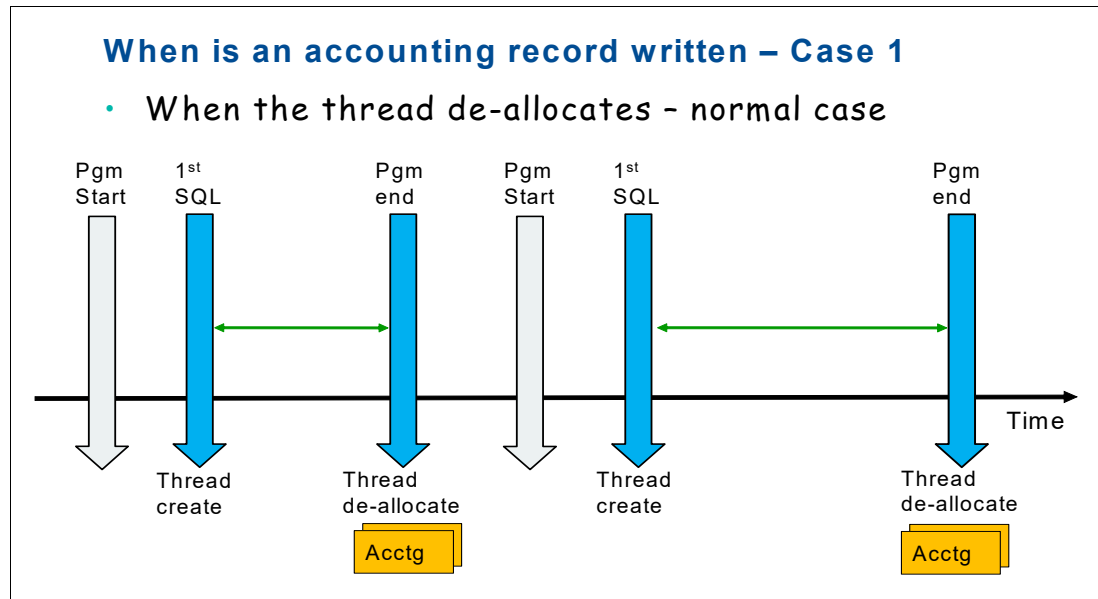 When is an accounting record written – Case 1
• When the thread de-allocates – normal case
Pgm
Start
1st
SQL
Pgm
end
Pgm
Start
1st
SQL
Pgm
end
Time
Thread
create
Thread
de-allocate
Acctg
Thread
create
Thread
de-allocate
Acctg